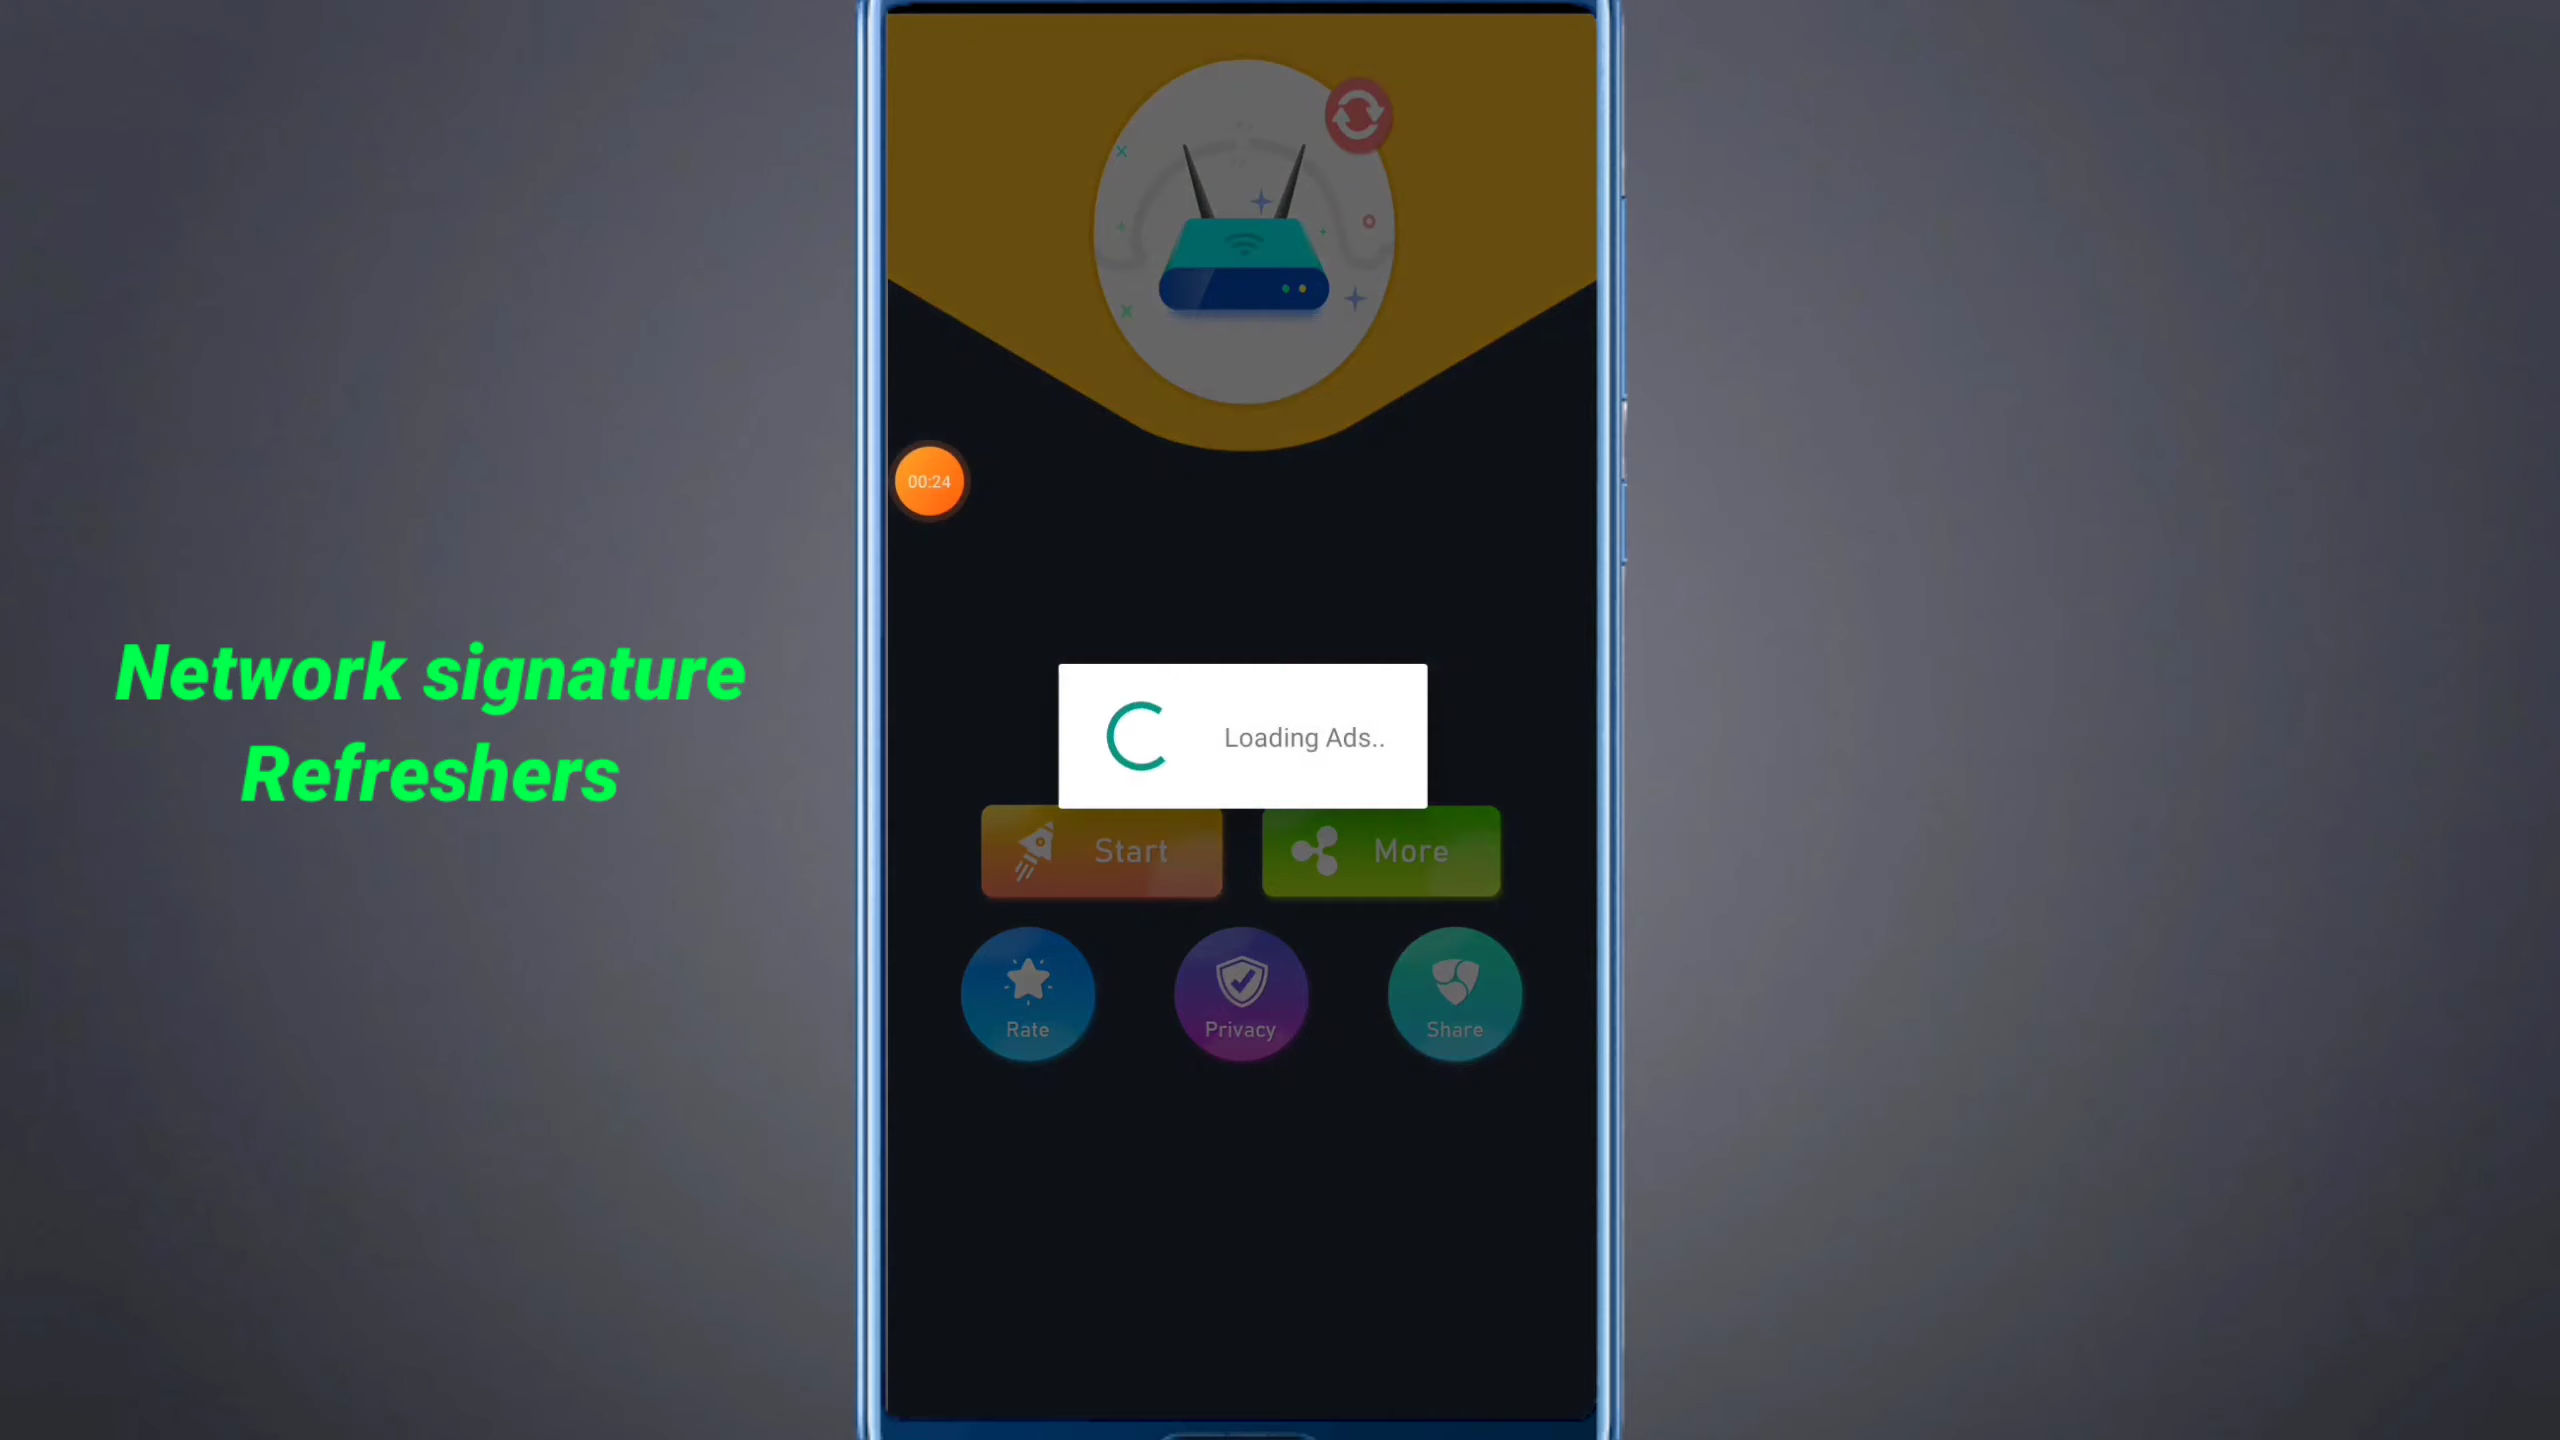 00:24
Network signature
Refreshers
Loading Ads..
Start
More
Rate
Privacy
Share